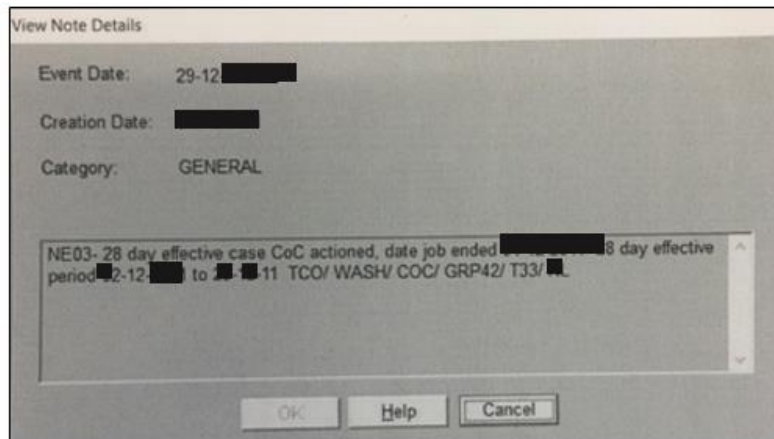 View Note Details
Event Date: 29-12
Creation Date:
Category: GENERAL
NE03- 28 day effective case CoC actioned, date job ended 8 day effective
period 2-12- to 11 TCO/ WASH/ COC/ GRP42/ T33/
OK Help Cancel